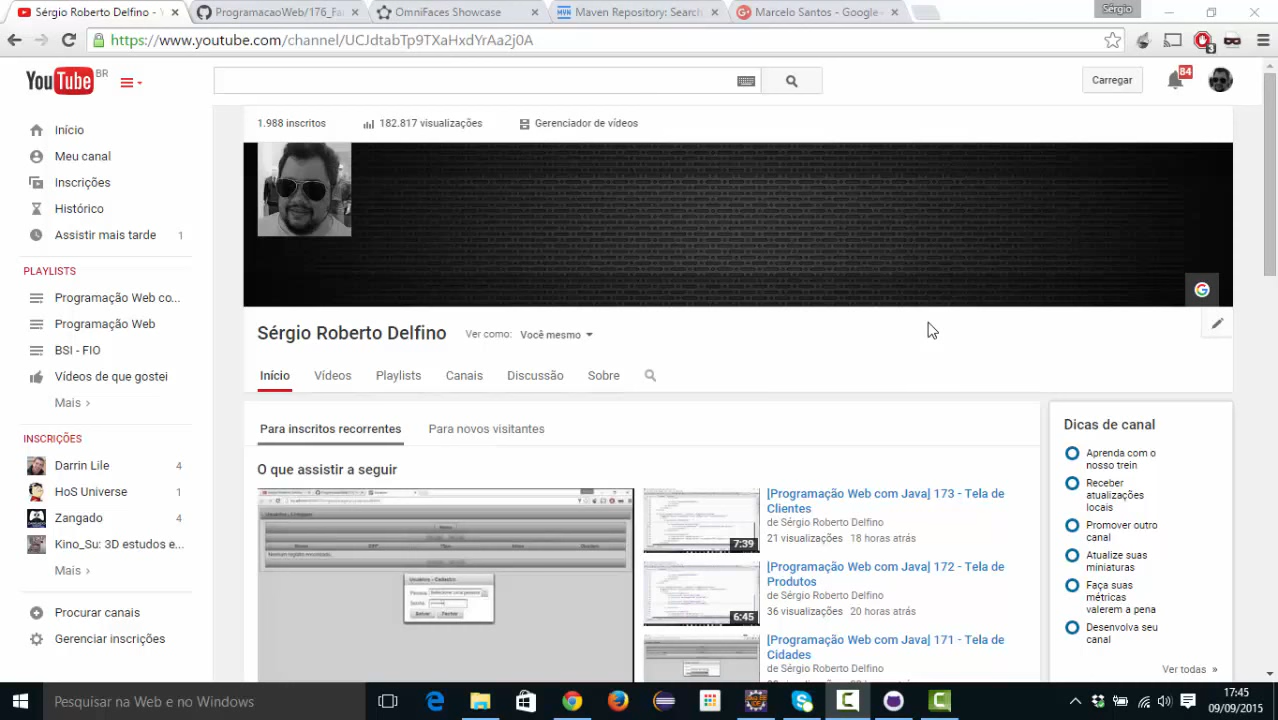 Sérgio Roberto Delfino - Y
ProgramacaoWeb/176_Fa
OmniFaces Showcase
Maven Repository: Search
Marcelo Santos - Google+
Sérgio
https://www.youtube.com/channel/UCJdtabTp9TXaHxdYrAa2j0A
3
YouTube BR
Carregar
84
1.988 inscritos
182.817 visualizações
Gerenciador de vídeos
Início
Meu canal
Inscrições
Histórico
Assistir mais tarde 1
PLAYLISTS
Programação Web co...
Programação Web
BSI - FIO
Vídeos de que gostei
Mais ›
INSCRIÇÕES
Darrin Lile 4
HoS Universe 1
Zangado 4
Kino_Su: 3D estudos e...
Mais ›
Procurar canais
Gerenciar inscrições
Sérgio Roberto Delfino
Ver como: Você mesmo
Início
Vídeos
Playlists
Canais
Discussão
Sobre
Para inscritos recorrentes
Para novos visitantes
O que assistir a seguir
[Programação Web com Java] 173 - Tela de
Clientes
de Sérgio Roberto Delfino
21 visualizações 18 horas atrás
7:39
[Programação Web com Java] 172 - Tela de
Produtos
de Sérgio Roberto Delfino
36 visualizações 20 horas atrás
6:45
[Programação Web com Java] 171 - Tela de
Cidades
de Sérgio Roberto Delfino
Dicas de canal
Aprenda com o
nosso trein
Receber
atualizações
Promover outro
canal
Atualize suas
miniaturas
Faça suas
métricas
valerem a pena
Desenvolva seu
canal
Ver todas »
Pesquisar na Web e no Windows
17:45
09/09/2015